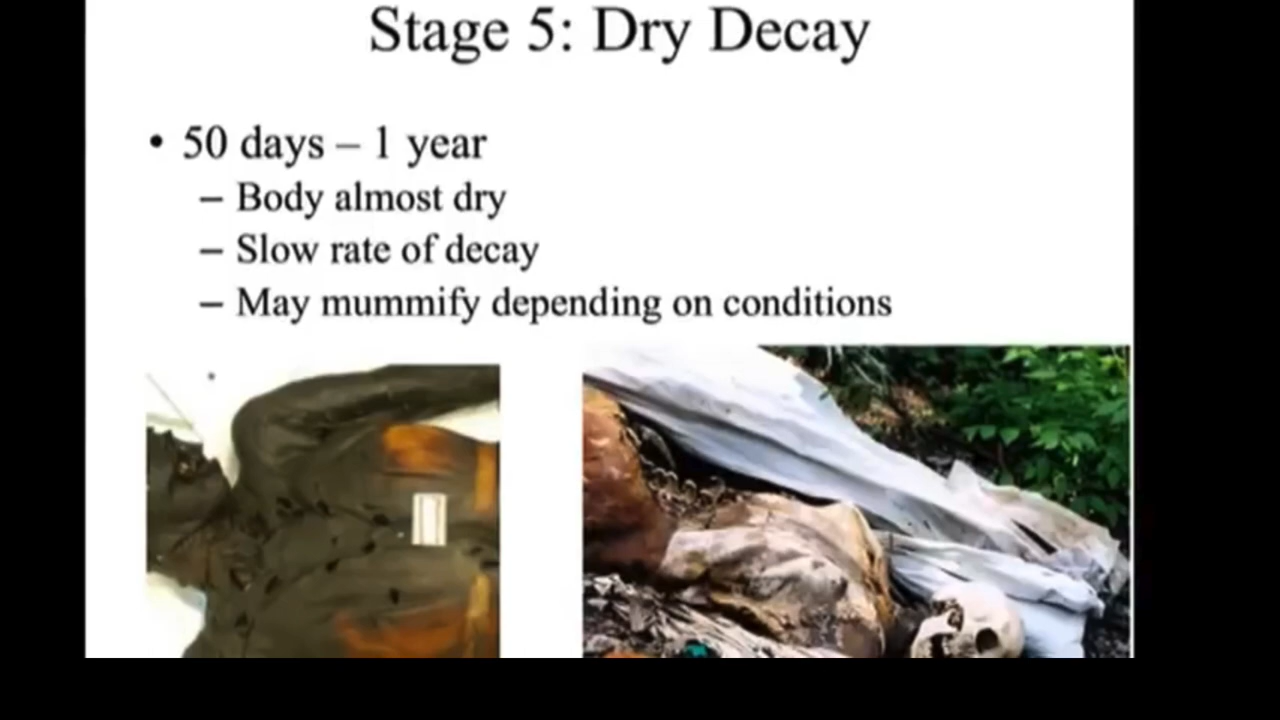 Stage 5: Dry Decay
• 50 days – 1 year
– Body almost dry
– Slow rate of decay
– May mummify depending on conditions